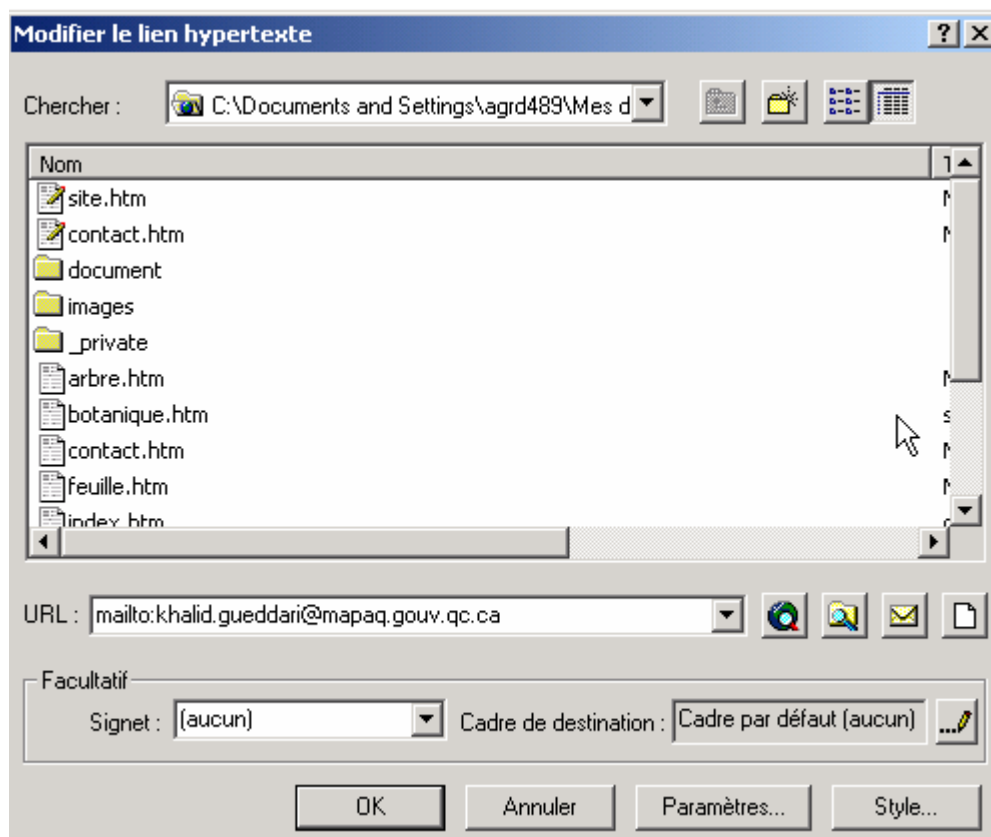 Modifier le lien hypertexte
Chercher : C:\Documents and Settings\agrd489\Mes d
Nom
site.htm
contact.htm
document
images
_private
arbre.htm
botanique.htm
contact.htm
feuille.htm
index.htm
URL : mailto:khalid.gueddari@mapaq.gouv.qc.ca
Facultatif
Signet : (aucun) Cadre de destination : Cadre par défaut (aucun)
OK Annuler Paramètres... Style...